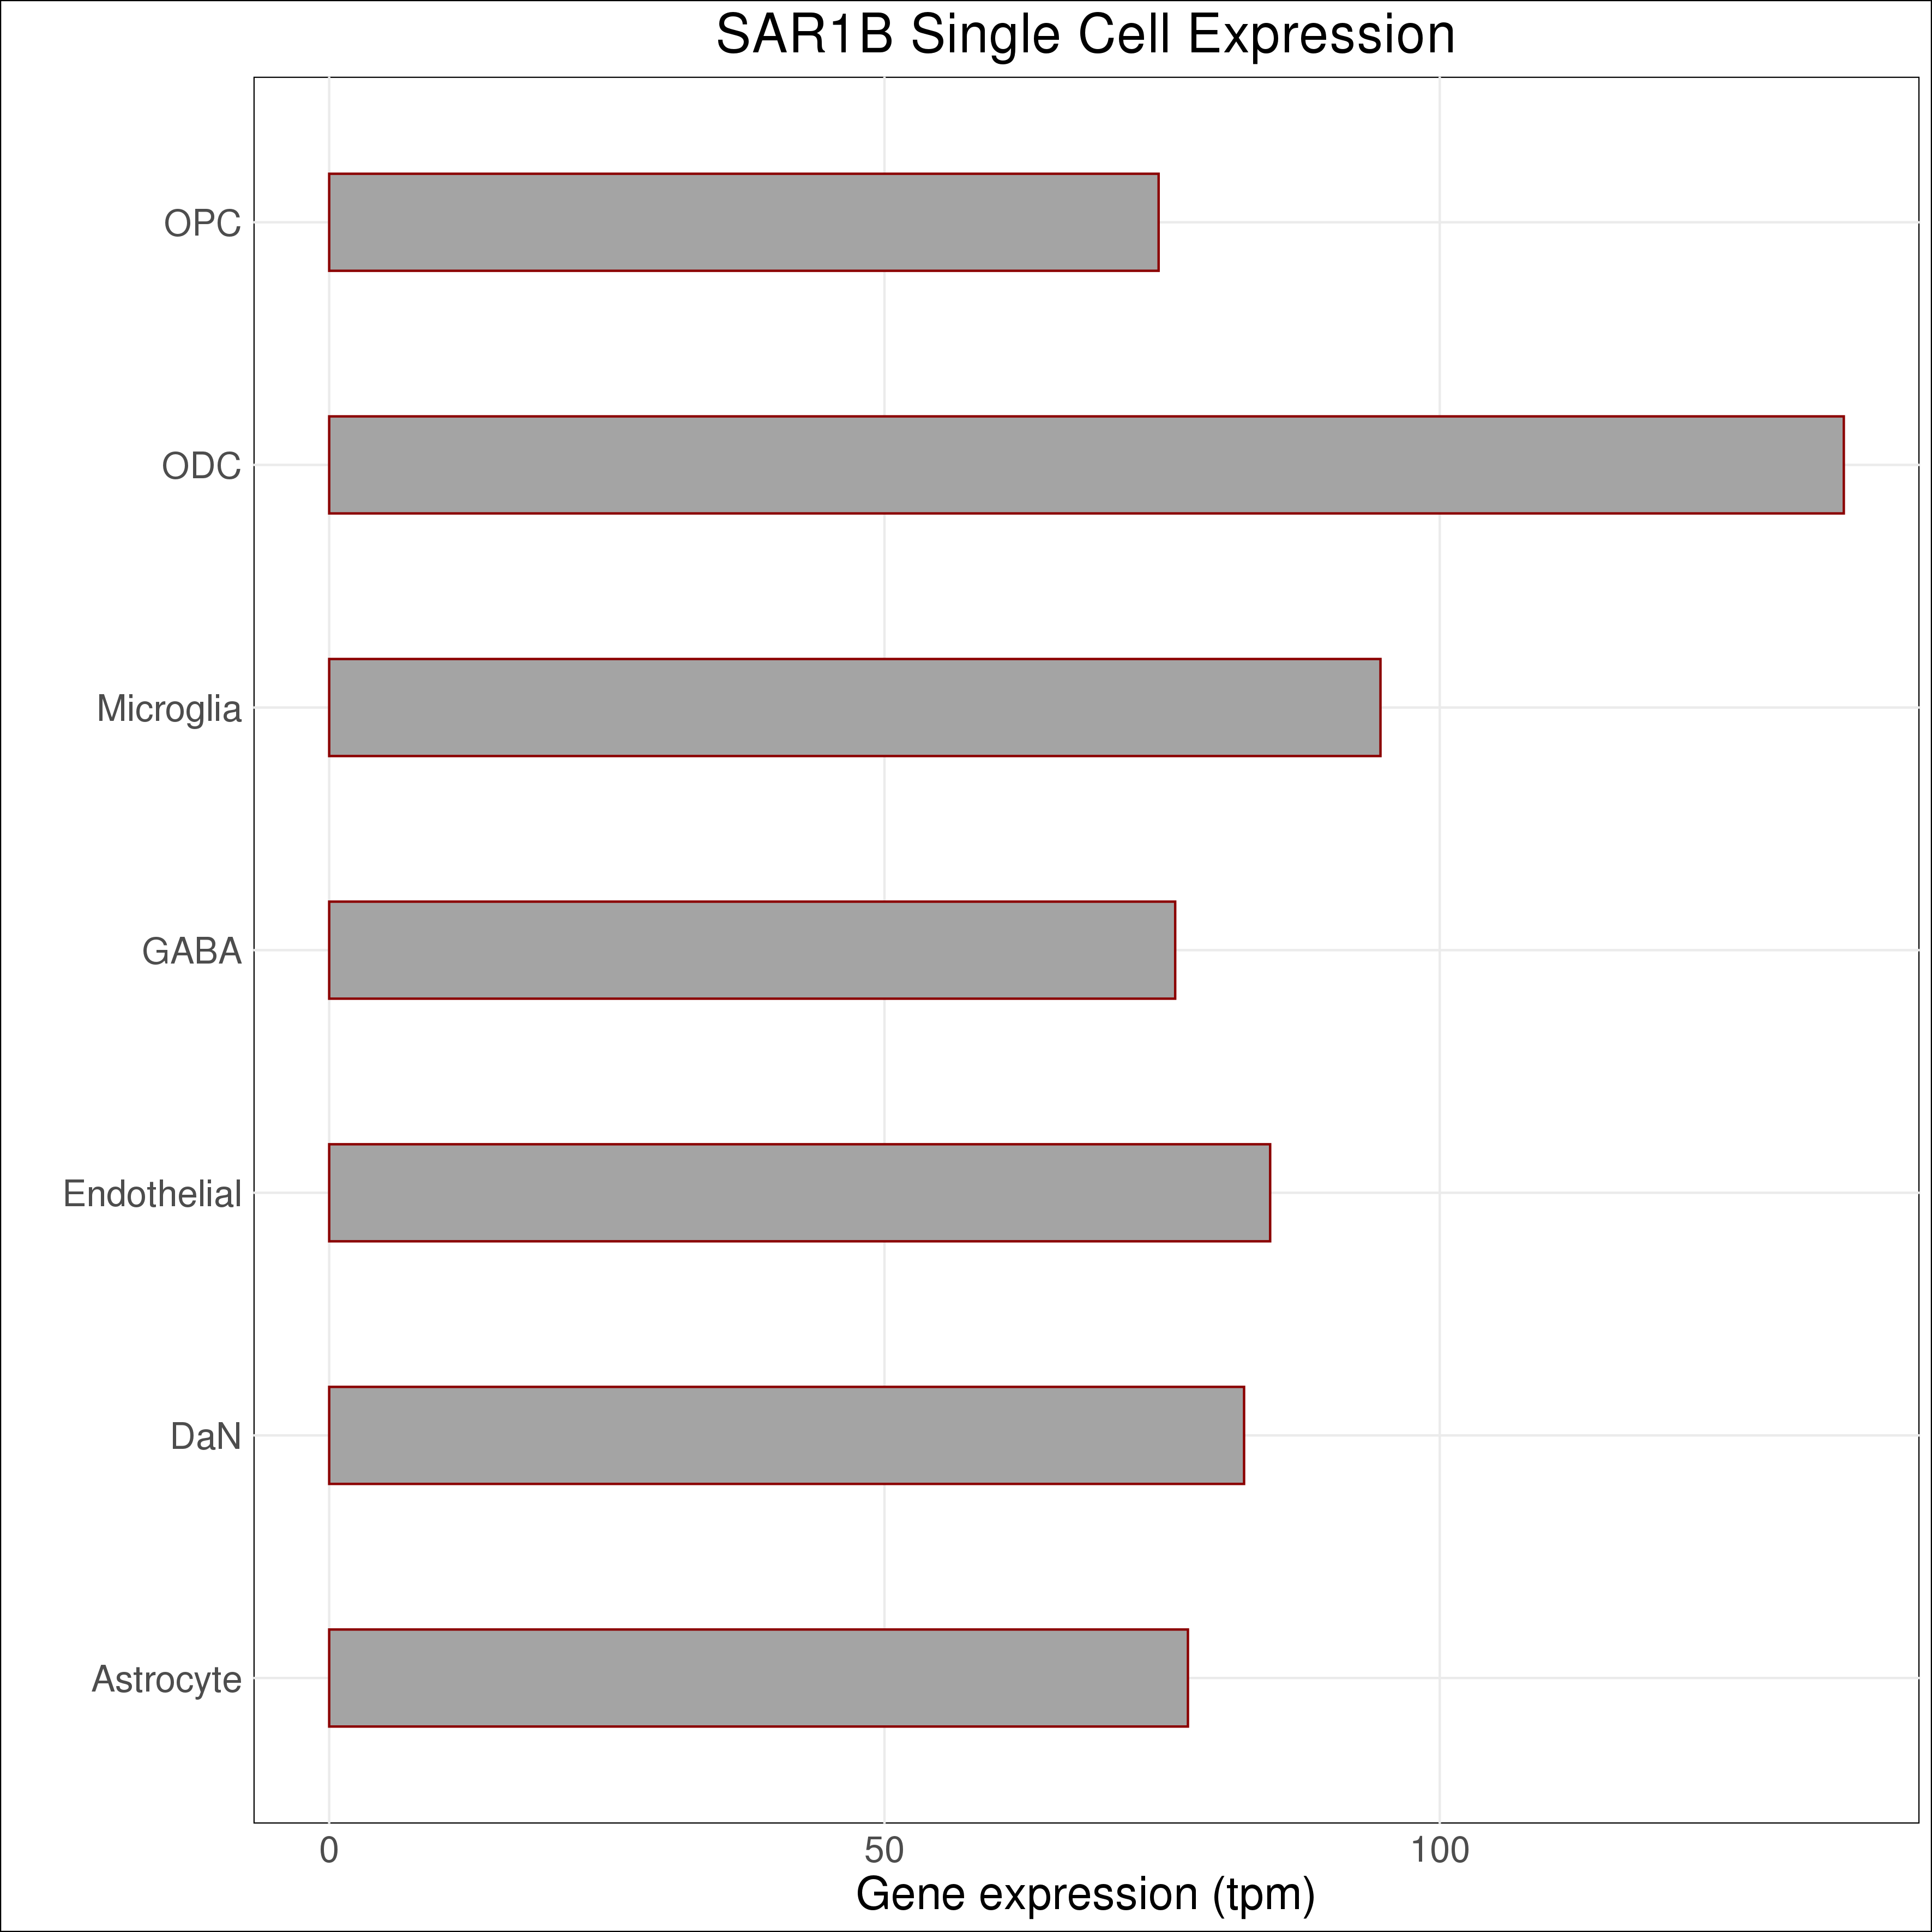 SAR1B Single Cell Expression
OPC
ODC
Microglia
GABA
Endothelial
DaN
Astrocyte
0 50 100
Gene expression (tpm)